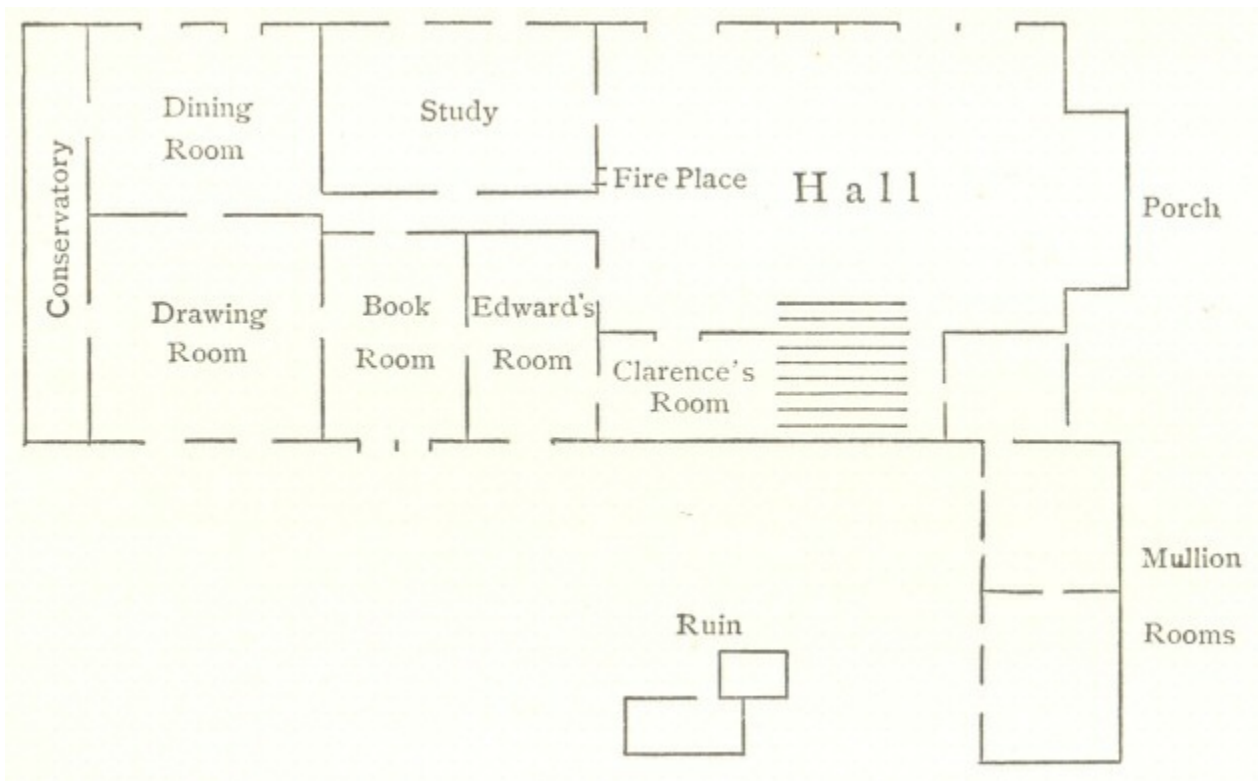 Conservatory
Dining
Room
Study
Fire Place
Hall
Porch
Drawing
Room
Book
Room
Edward's
Room
Clarence's
Room
Mullion
Rooms
Ruin